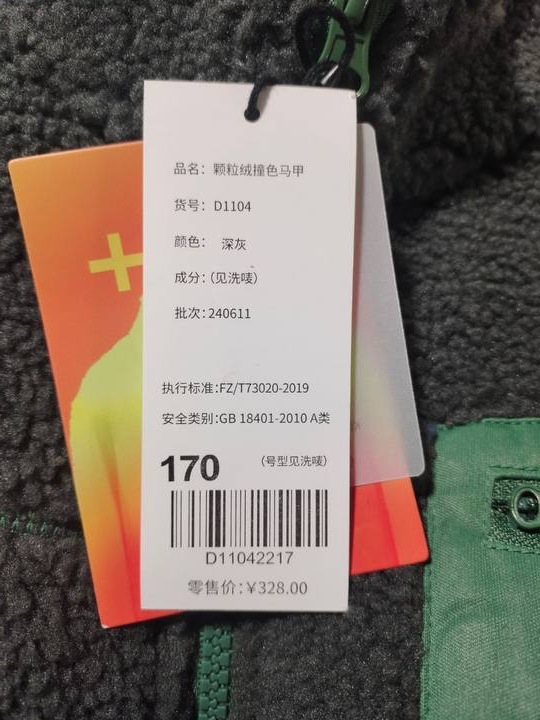 品名：颗粒绒撞色马甲
货号：D1104
颜色： 深灰
成分：（见洗唛）
批次：240611
执行标准：FZ/T73020-2019
安全类别：GB 18401-2010 A类
170 （号型见洗唛）
D11042217
零售价：¥328.00